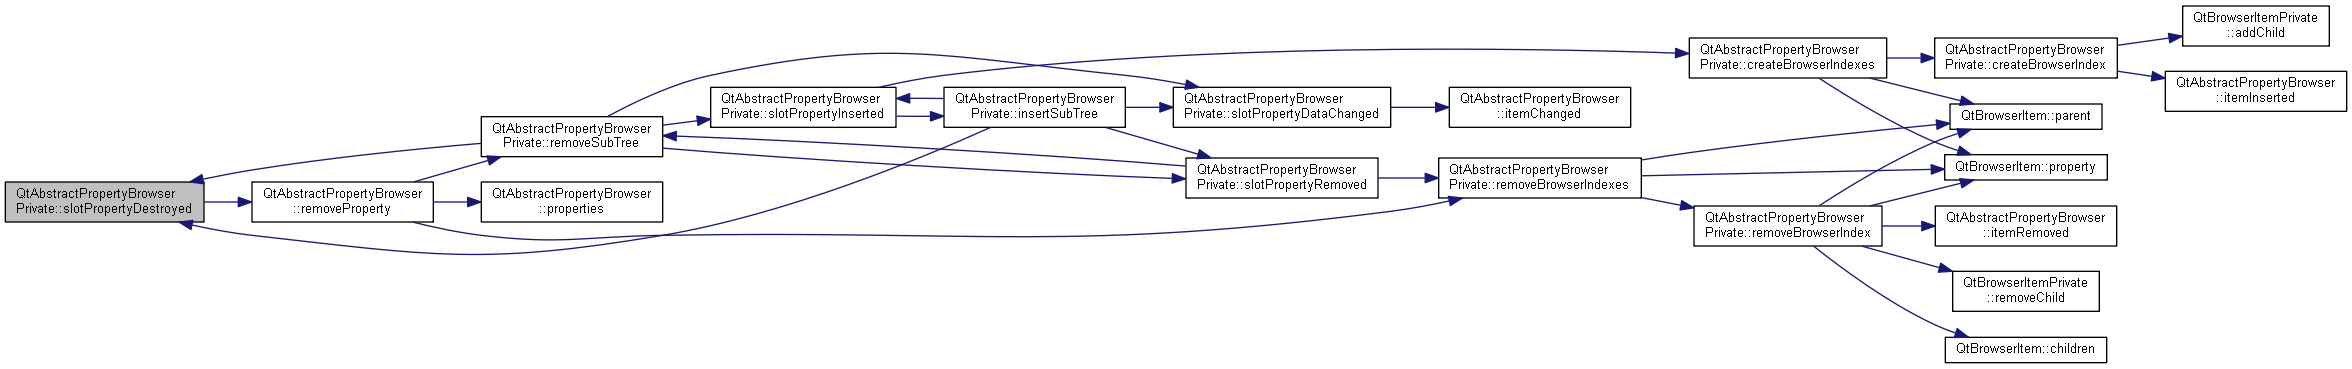 QtAbstractPropertyBrowser
Private::slotPropertyDestroyed
QtAbstractPropertyBrowser
::removeProperty
QtAbstractPropertyBrowser
Private::removeSubTree
QtAbstractPropertyBrowser
::properties
QtAbstractPropertyBrowser
Private::slotPropertyInserted
QtAbstractPropertyBrowser
Private::insertSubTree
QtAbstractPropertyBrowser
Private::slotPropertyDataChanged
QtAbstractPropertyBrowser
Private::slotPropertyRemoved
QtAbstractPropertyBrowser
::itemChanged
QtAbstractPropertyBrowser
Private::removeBrowserIndexes
QtAbstractPropertyBrowser
Private::createBrowserIndexes
QtAbstractPropertyBrowser
Private::removeBrowserIndex
QtAbstractPropertyBrowser
Private::createBrowserIndex
QtBrowserItem::parent
QtBrowserItem::property
QtAbstractPropertyBrowser
::itemRemoved
QtBrowserItemPrivate
::removeChild
QtBrowserItem::children
QtBrowserItemPrivate
::addChild
QtAbstractPropertyBrowser
::itemInserted